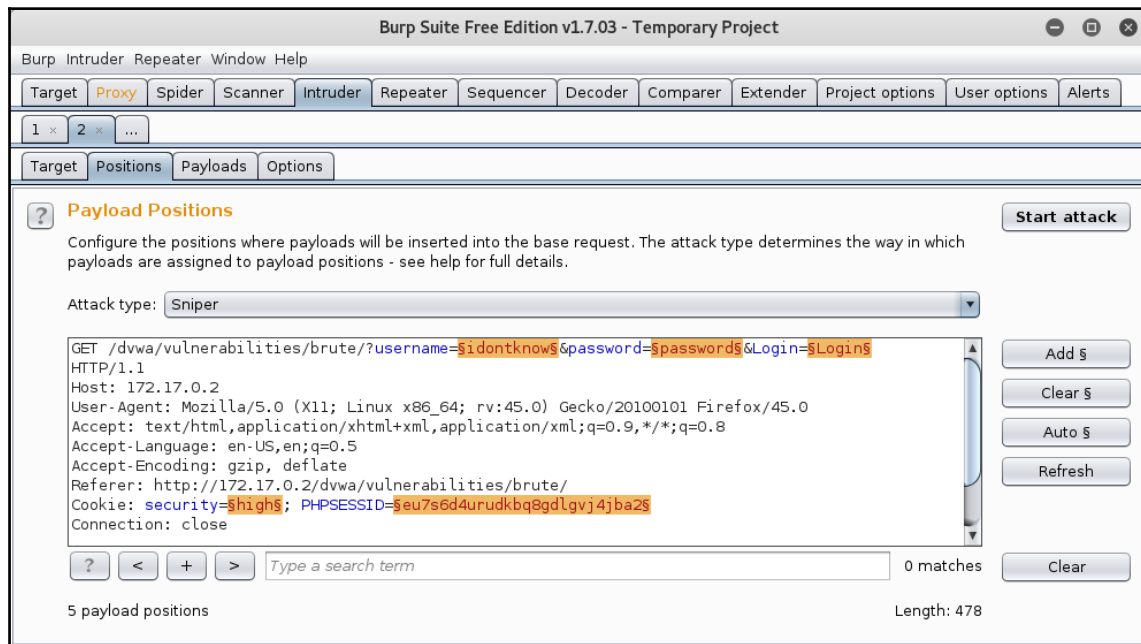 Burp Suite Free Edition v1.7.03 - Temporary Project
Burp Intruder Repeater Window Help
Target Proxy Spider Scanner Intruder Repeater Sequencer Decoder Comparer Extender Project options User options Alerts
1 × 2 × ...
Target Positions Payloads Options
? Payload Positions Start attack
Configure the positions where payloads will be inserted into the base request. The attack type determines the way in which
payloads are assigned to payload positions - see help for full details.
Attack type: Sniper
GET /dvwa/vulnerabilities/brute/?username=§idontknow§&password=§password§&Login=§Login§
HTTP/1.1
Host: 172.17.0.2
User-Agent: Mozilla/5.0 (X11; Linux x86_64; rv:45.0) Gecko/20100101 Firefox/45.0
Accept: text/html,application/xhtml+xml,application/xml;q=0.9,*/*;q=0.8
Accept-Language: en-US,en;q=0.5
Accept-Encoding: gzip, deflate
Referer: http://172.17.0.2/dvwa/vulnerabilities/brute/
Cookie: security=§high§; PHPSESSID=§eu7s6d4urudkbq8gdlgvj4jba2§
Connection: close
Add §
Clear §
Auto §
Refresh
? < + > Type a search term 0 matches Clear
5 payload positions Length: 478